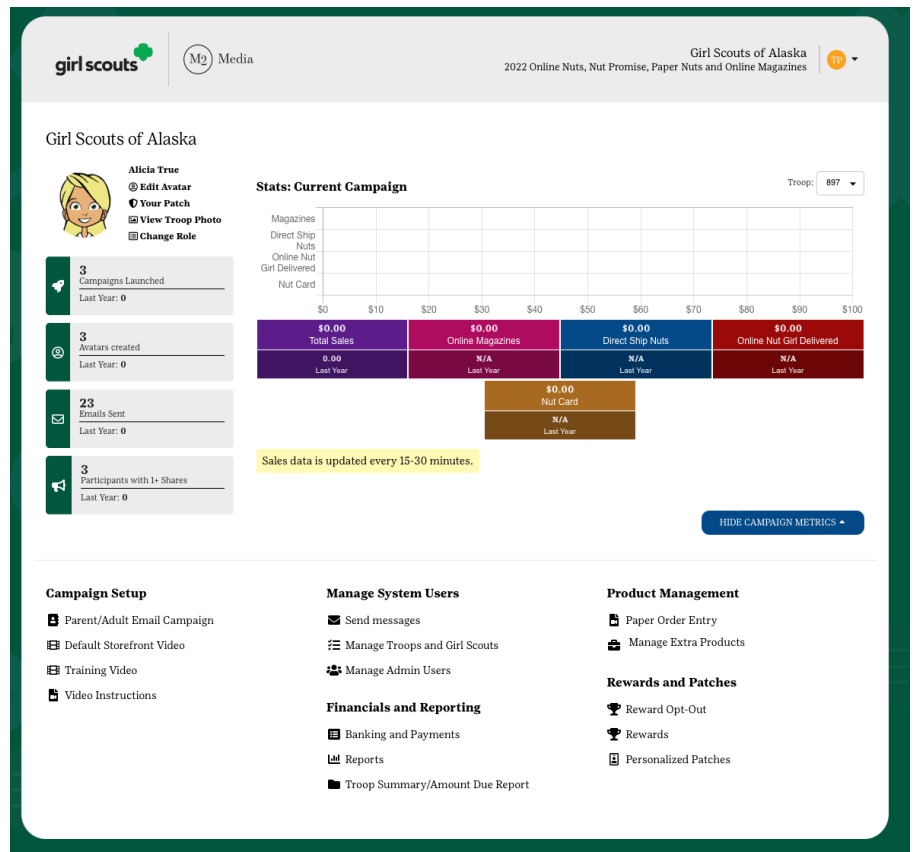 girl scouts
M2 Media
Girl Scouts of Alaska
2022 Online Nuts, Nut Promise, Paper Nuts and Online Magazines
TP
Girl Scouts of Alaska
Alicia True
Edit Avatar
Your Patch
View Troop Photo
Change Role
3
Campaigns Launched
Last Year: 0
3
Avatars created
Last Year: 0
23
Emails Sent
Last Year: 0
3
Participants with 1+ Shares
Last Year: 0
Stats: Current Campaign
Troop: 897
Magazines
Direct Ship
Nuts
Online Nut
Girl Delivered
Nut Card
$0 $10 $20 $30 $40 $50 $60 $70 $80 $90 $100
$0.00 $0.00 $0.00 $0.00
Total Sales Online Magazines Direct Ship Nuts Online Nut Girl Delivered
0.00 N/A N/A N/A
Last Year Last Year Last Year Last Year
$0.00
Nut Card
N/A
Last Year
Sales data is updated every 15-30 minutes.
HIDE CAMPAIGN METRICS
Campaign Setup
Parent/Adult Email Campaign
Default Storefront Video
Training Video
Video Instructions
Manage System Users
Send messages
Manage Troops and Girl Scouts
Manage Admin Users
Financials and Reporting
Banking and Payments
Reports
Troop Summary/Amount Due Report
Product Management
Paper Order Entry
Manage Extra Products
Rewards and Patches
Reward Opt-Out
Rewards
Personalized Patches